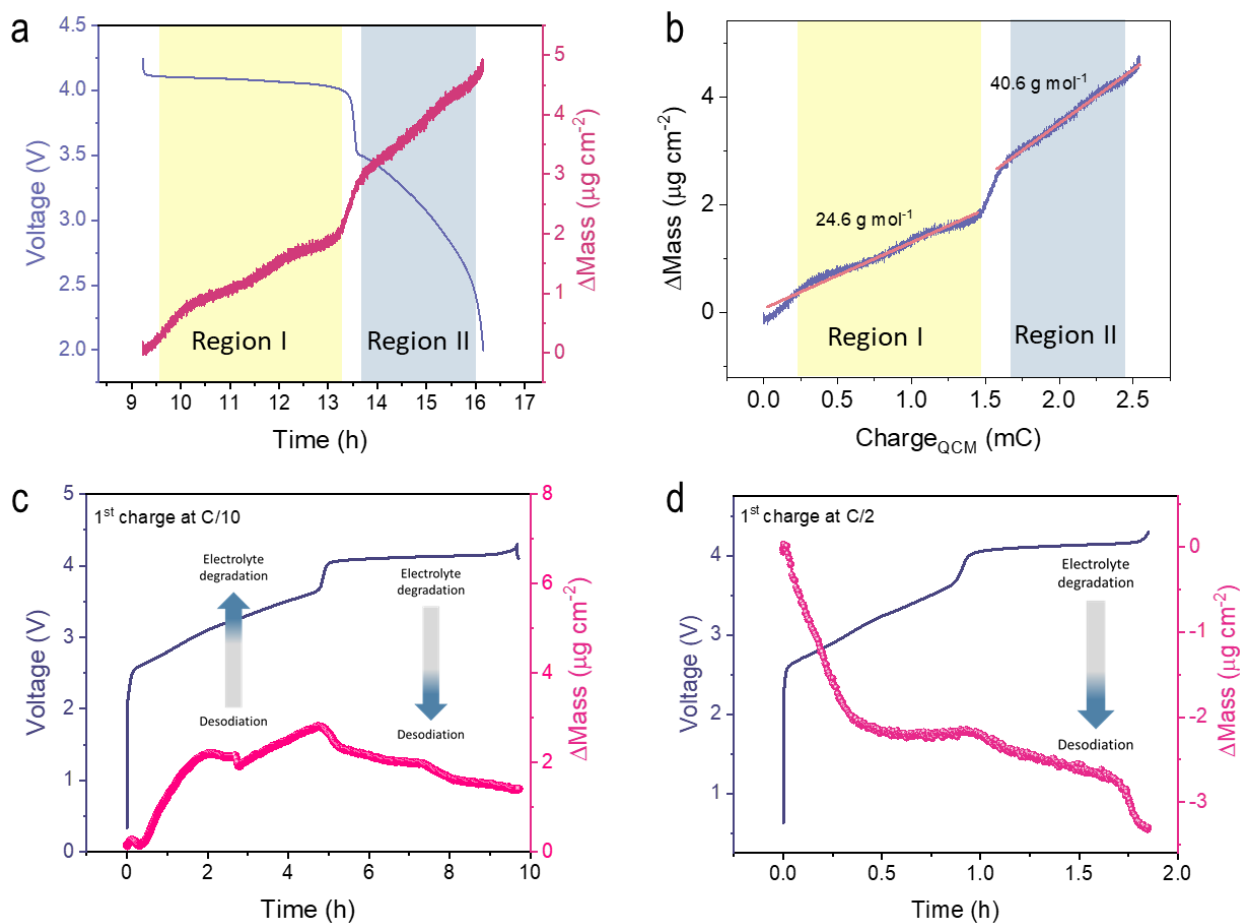 a
4.5
4.0
3.5
3.0
2.5
2.0
Voltage (V)
5
4
3
2
1
0
ΔMass (µg cm⁻²)
Region I
Region II
9 10 11 12 13 14 15 16 17
Time (h)
b
4
2
0
ΔMass (µg cm⁻²)
24.6 g mol⁻¹
40.6 g mol⁻¹
Region I
Region II
0.0 0.5 1.0 1.5 2.0 2.5
Charge_QCM (mC)
c
1st charge at C/10
5
4
3
2
1
0
Voltage (V)
8
6
4
2
0
ΔMass (µg cm⁻²)
Electrolyte
degradation
Desodiation
Electrolyte
degradation
Desodiation
0 2 4 6 8 10
Time (h)
d
1st charge at C/2
4
3
2
1
Voltage (V)
0
-1
-2
-3
ΔMass (µg cm⁻²)
Electrolyte
degradation
Desodiation
0.0 0.5 1.0 1.5 2.0
Time (h)